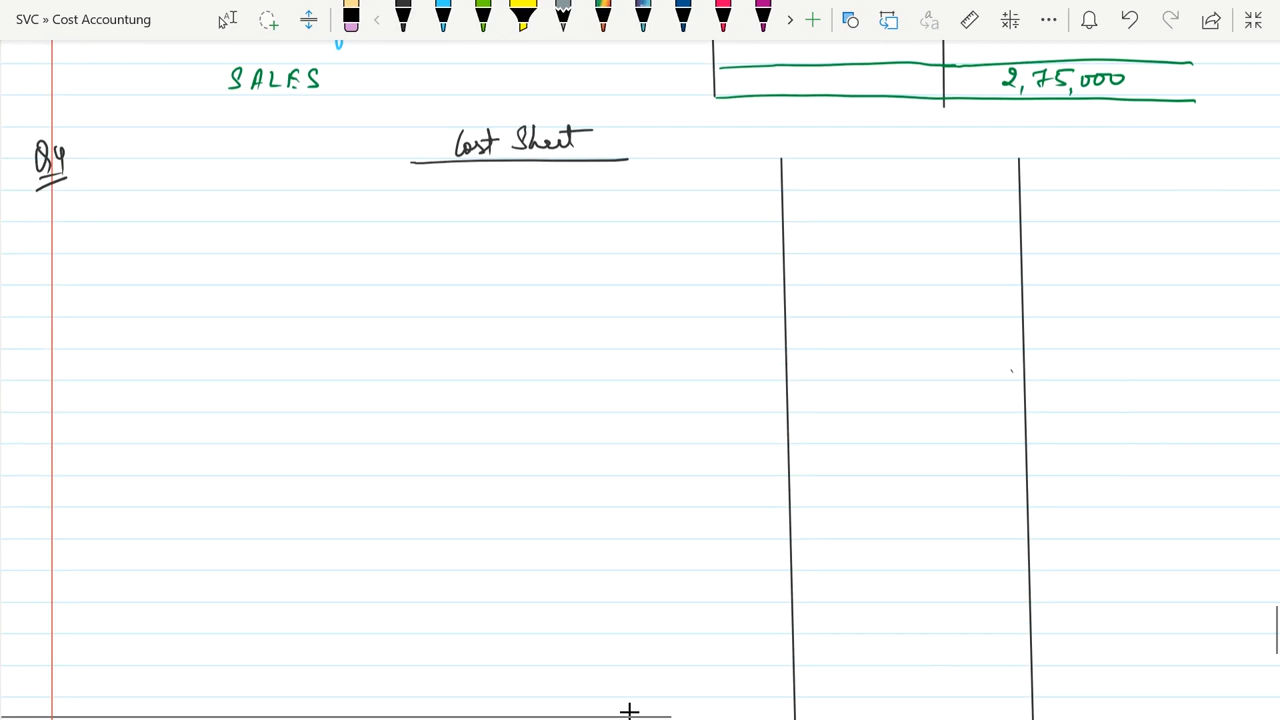 SVC » Cost Accountung
SALES
2,75,000
Q4
Cost Sheet